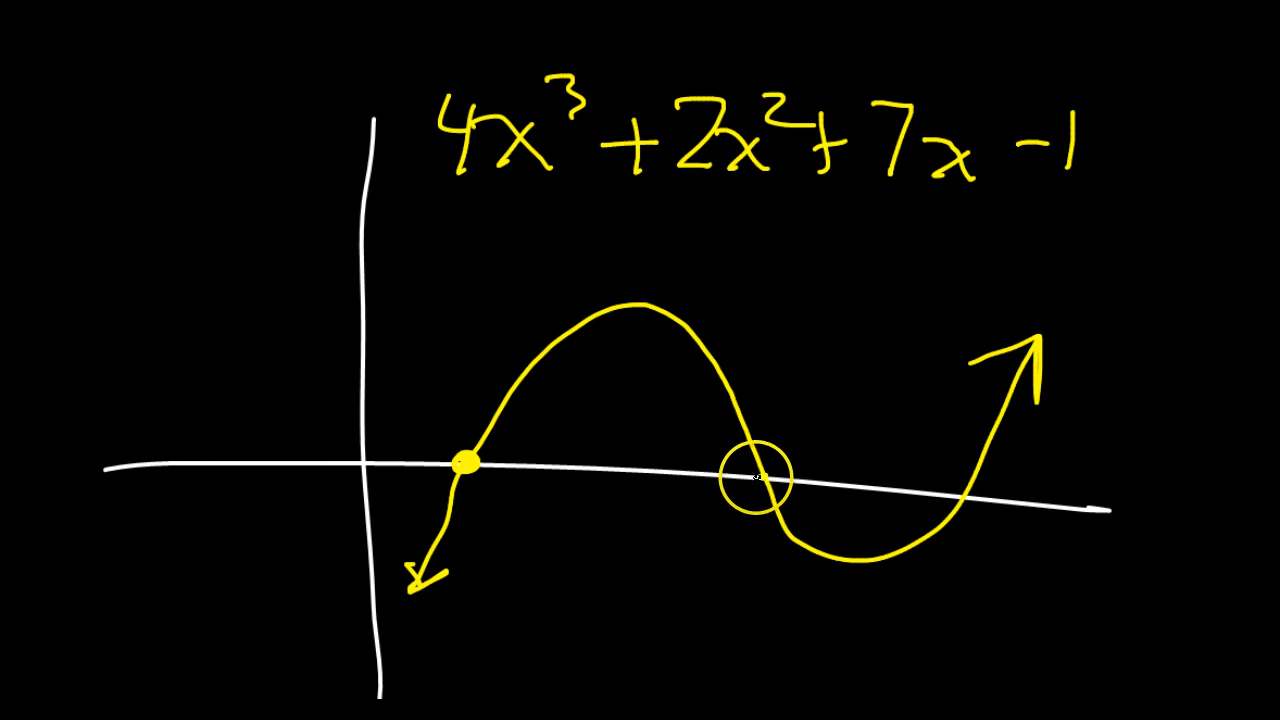 4x³ + 2x² + 7x - 1